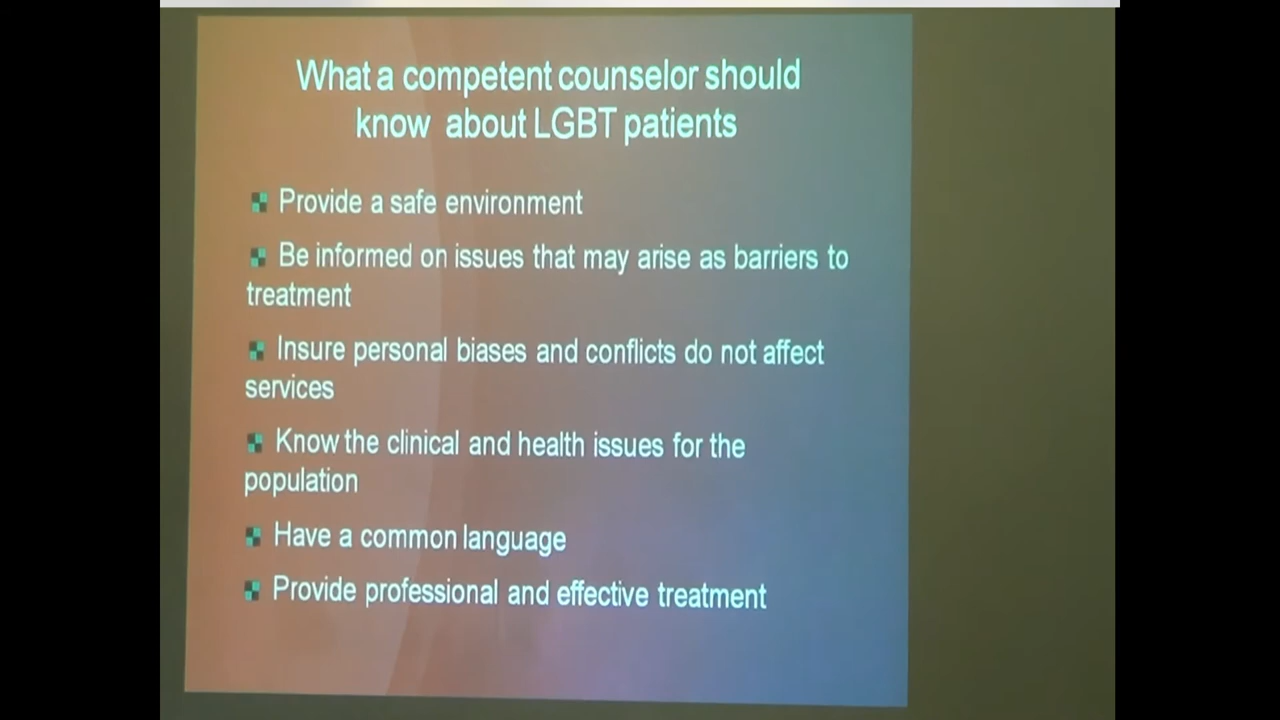 What a competent counselor should
know about LGBT patients
Provide a safe environment
Be informed on issues that may arise as barriers to
treatment
Insure personal biases and conflicts do not affect
services
Know the clinical and health issues for the
population
Have a common language
Provide professional and effective treatment